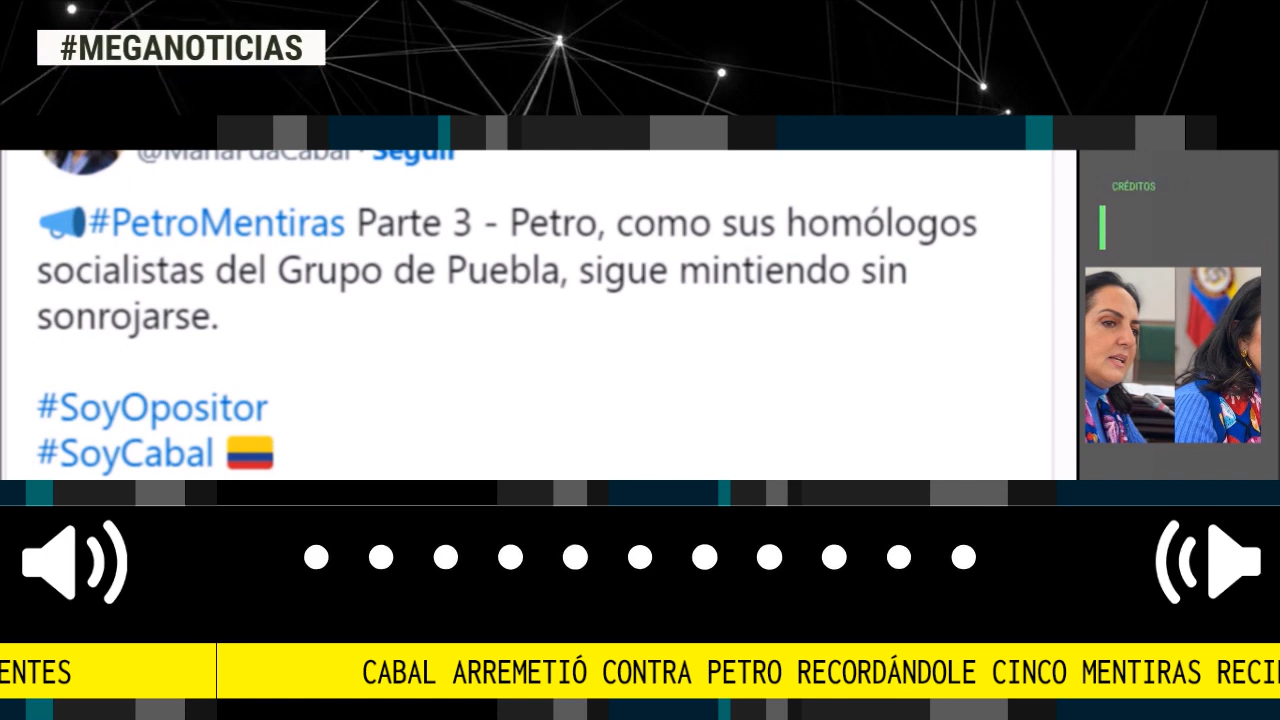 #MEGANOTICIAS
Seguir
CRÉDITOS
#PetroMentiras Parte 3 - Petro, como sus homólogos
socialistas del Grupo de Puebla, sigue mintiendo sin
sonrojarse.
#SoyOpositor
#SoyCabal
ENTES
CABAL ARREMETIÓ CONTRA PETRO RECORDÁNDOLE CINCO MENTIRAS RECI